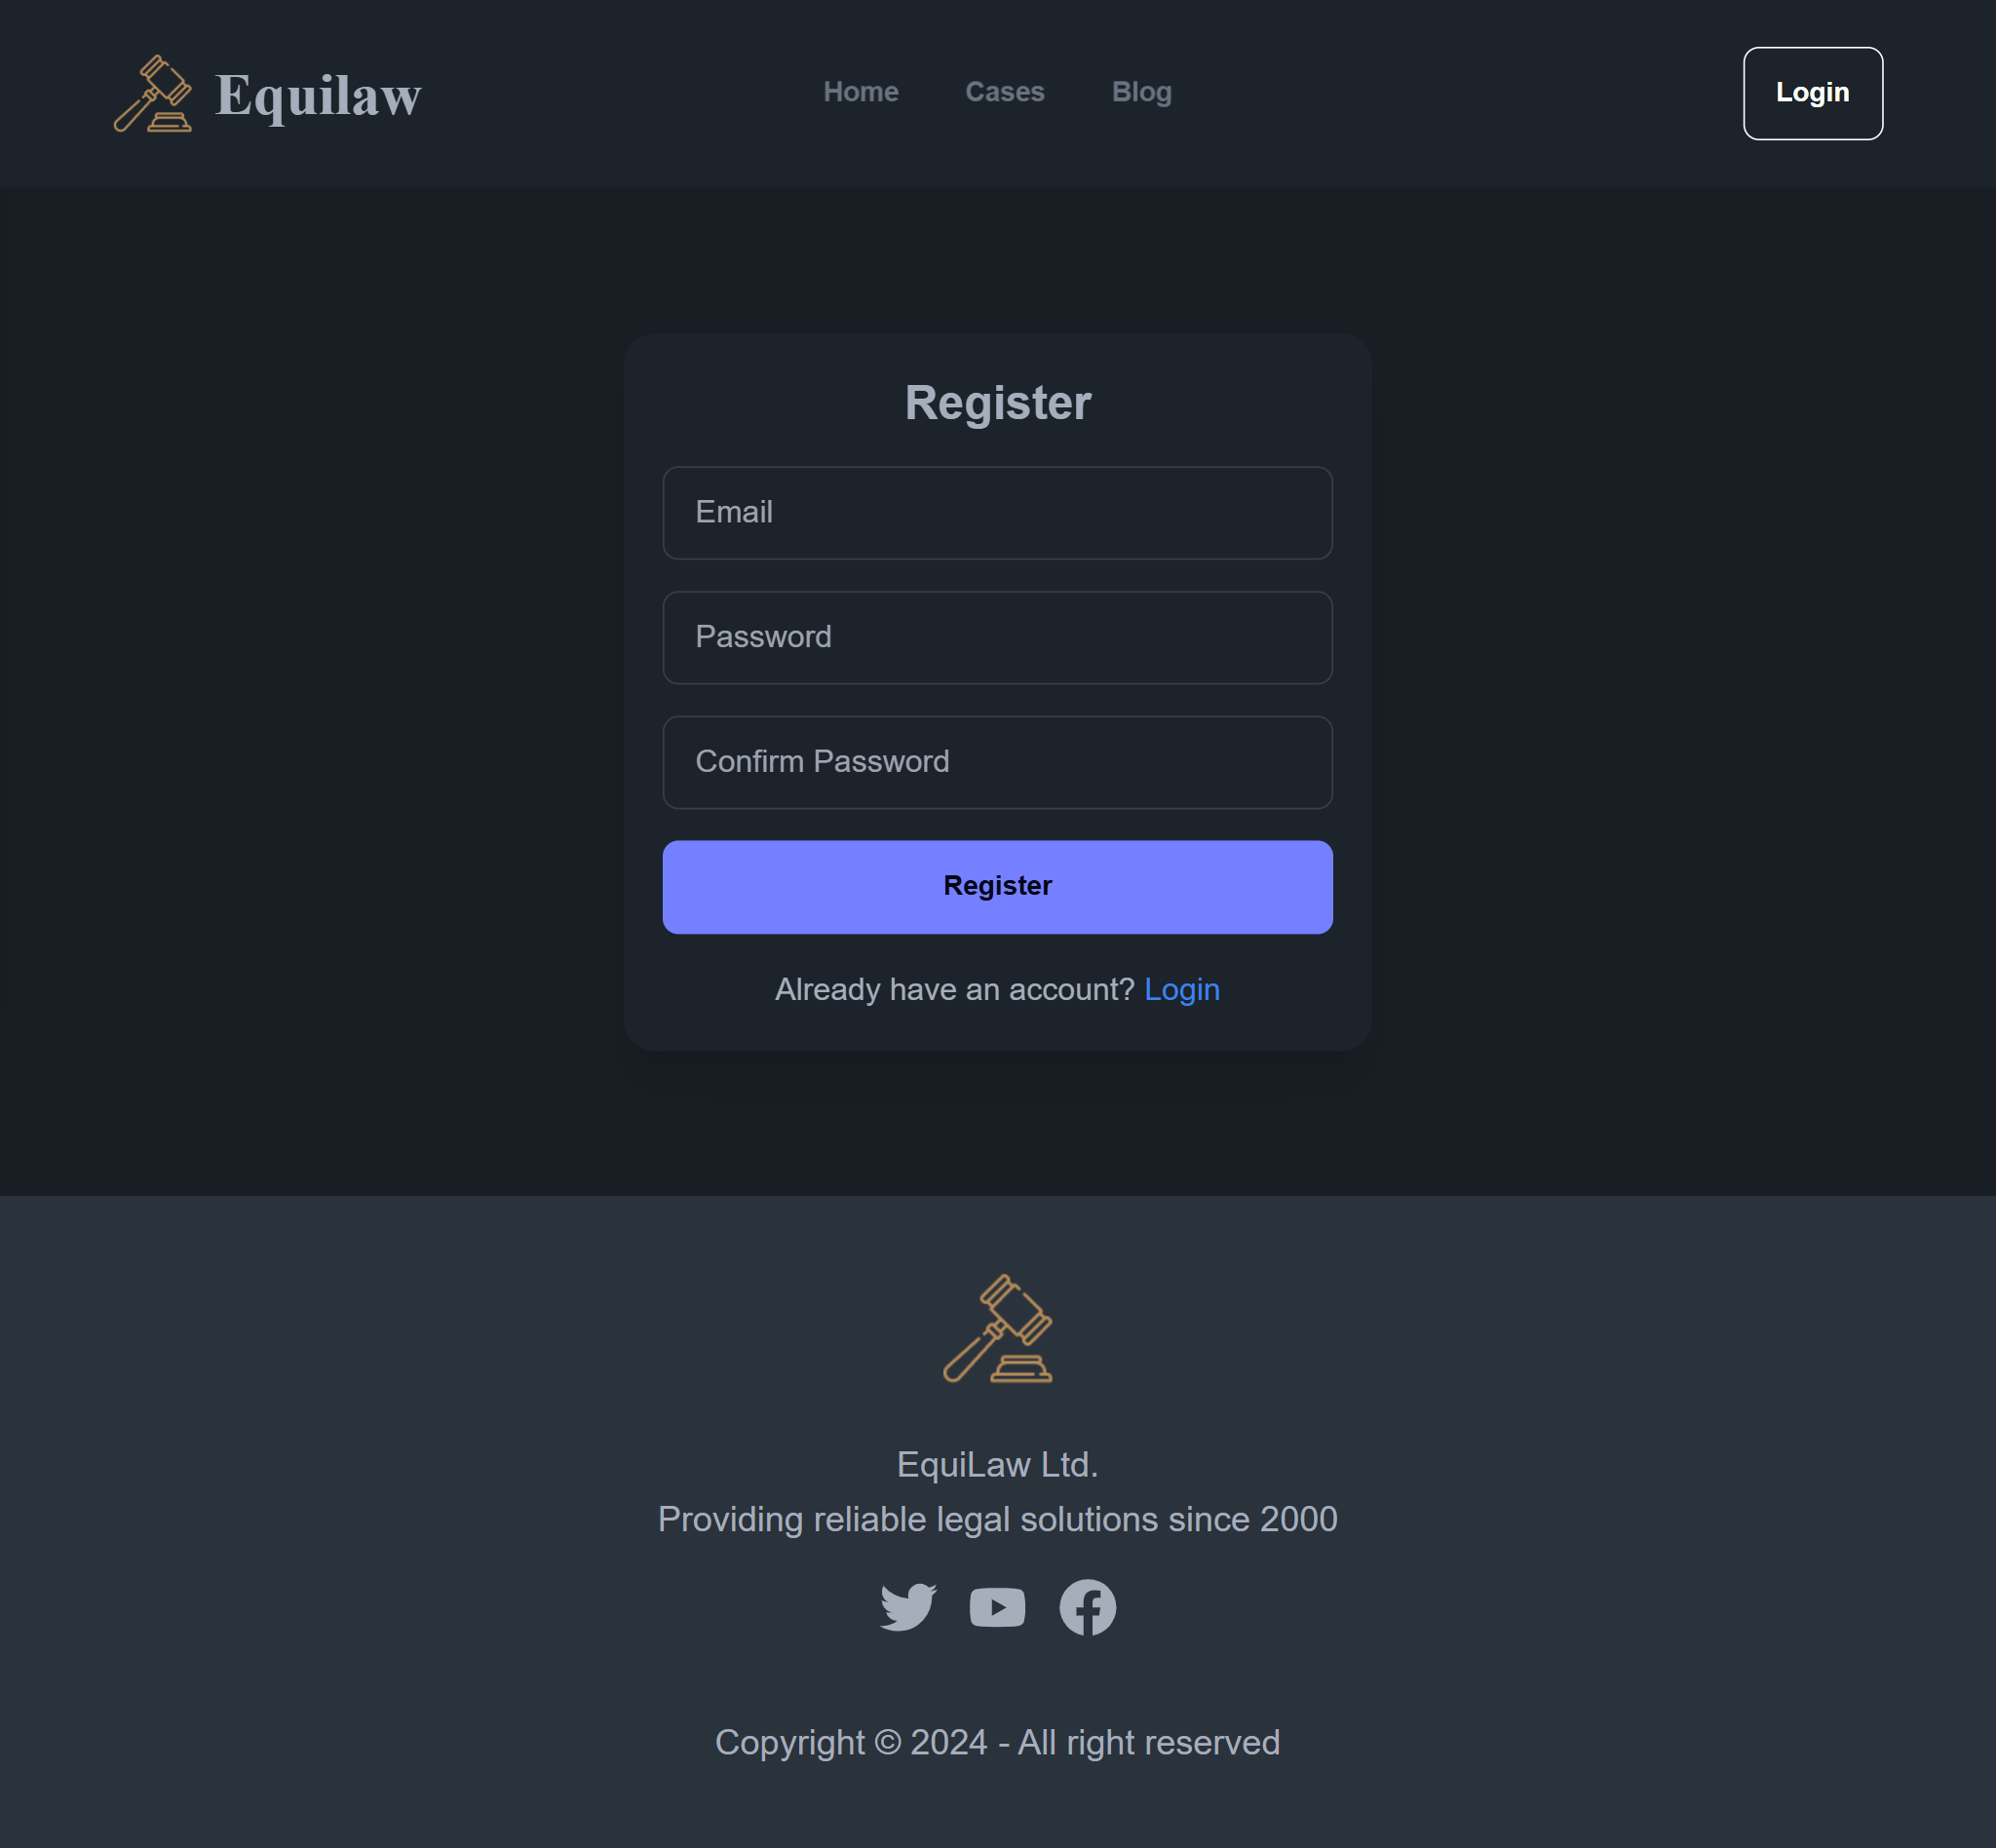 Equilaw
Home Cases Blog
Login
Register
Email
Password
Confirm Password
Register
Already have an account? Login
EquiLaw Ltd.
Providing reliable legal solutions since 2000
Copyright © 2024 - All right reserved